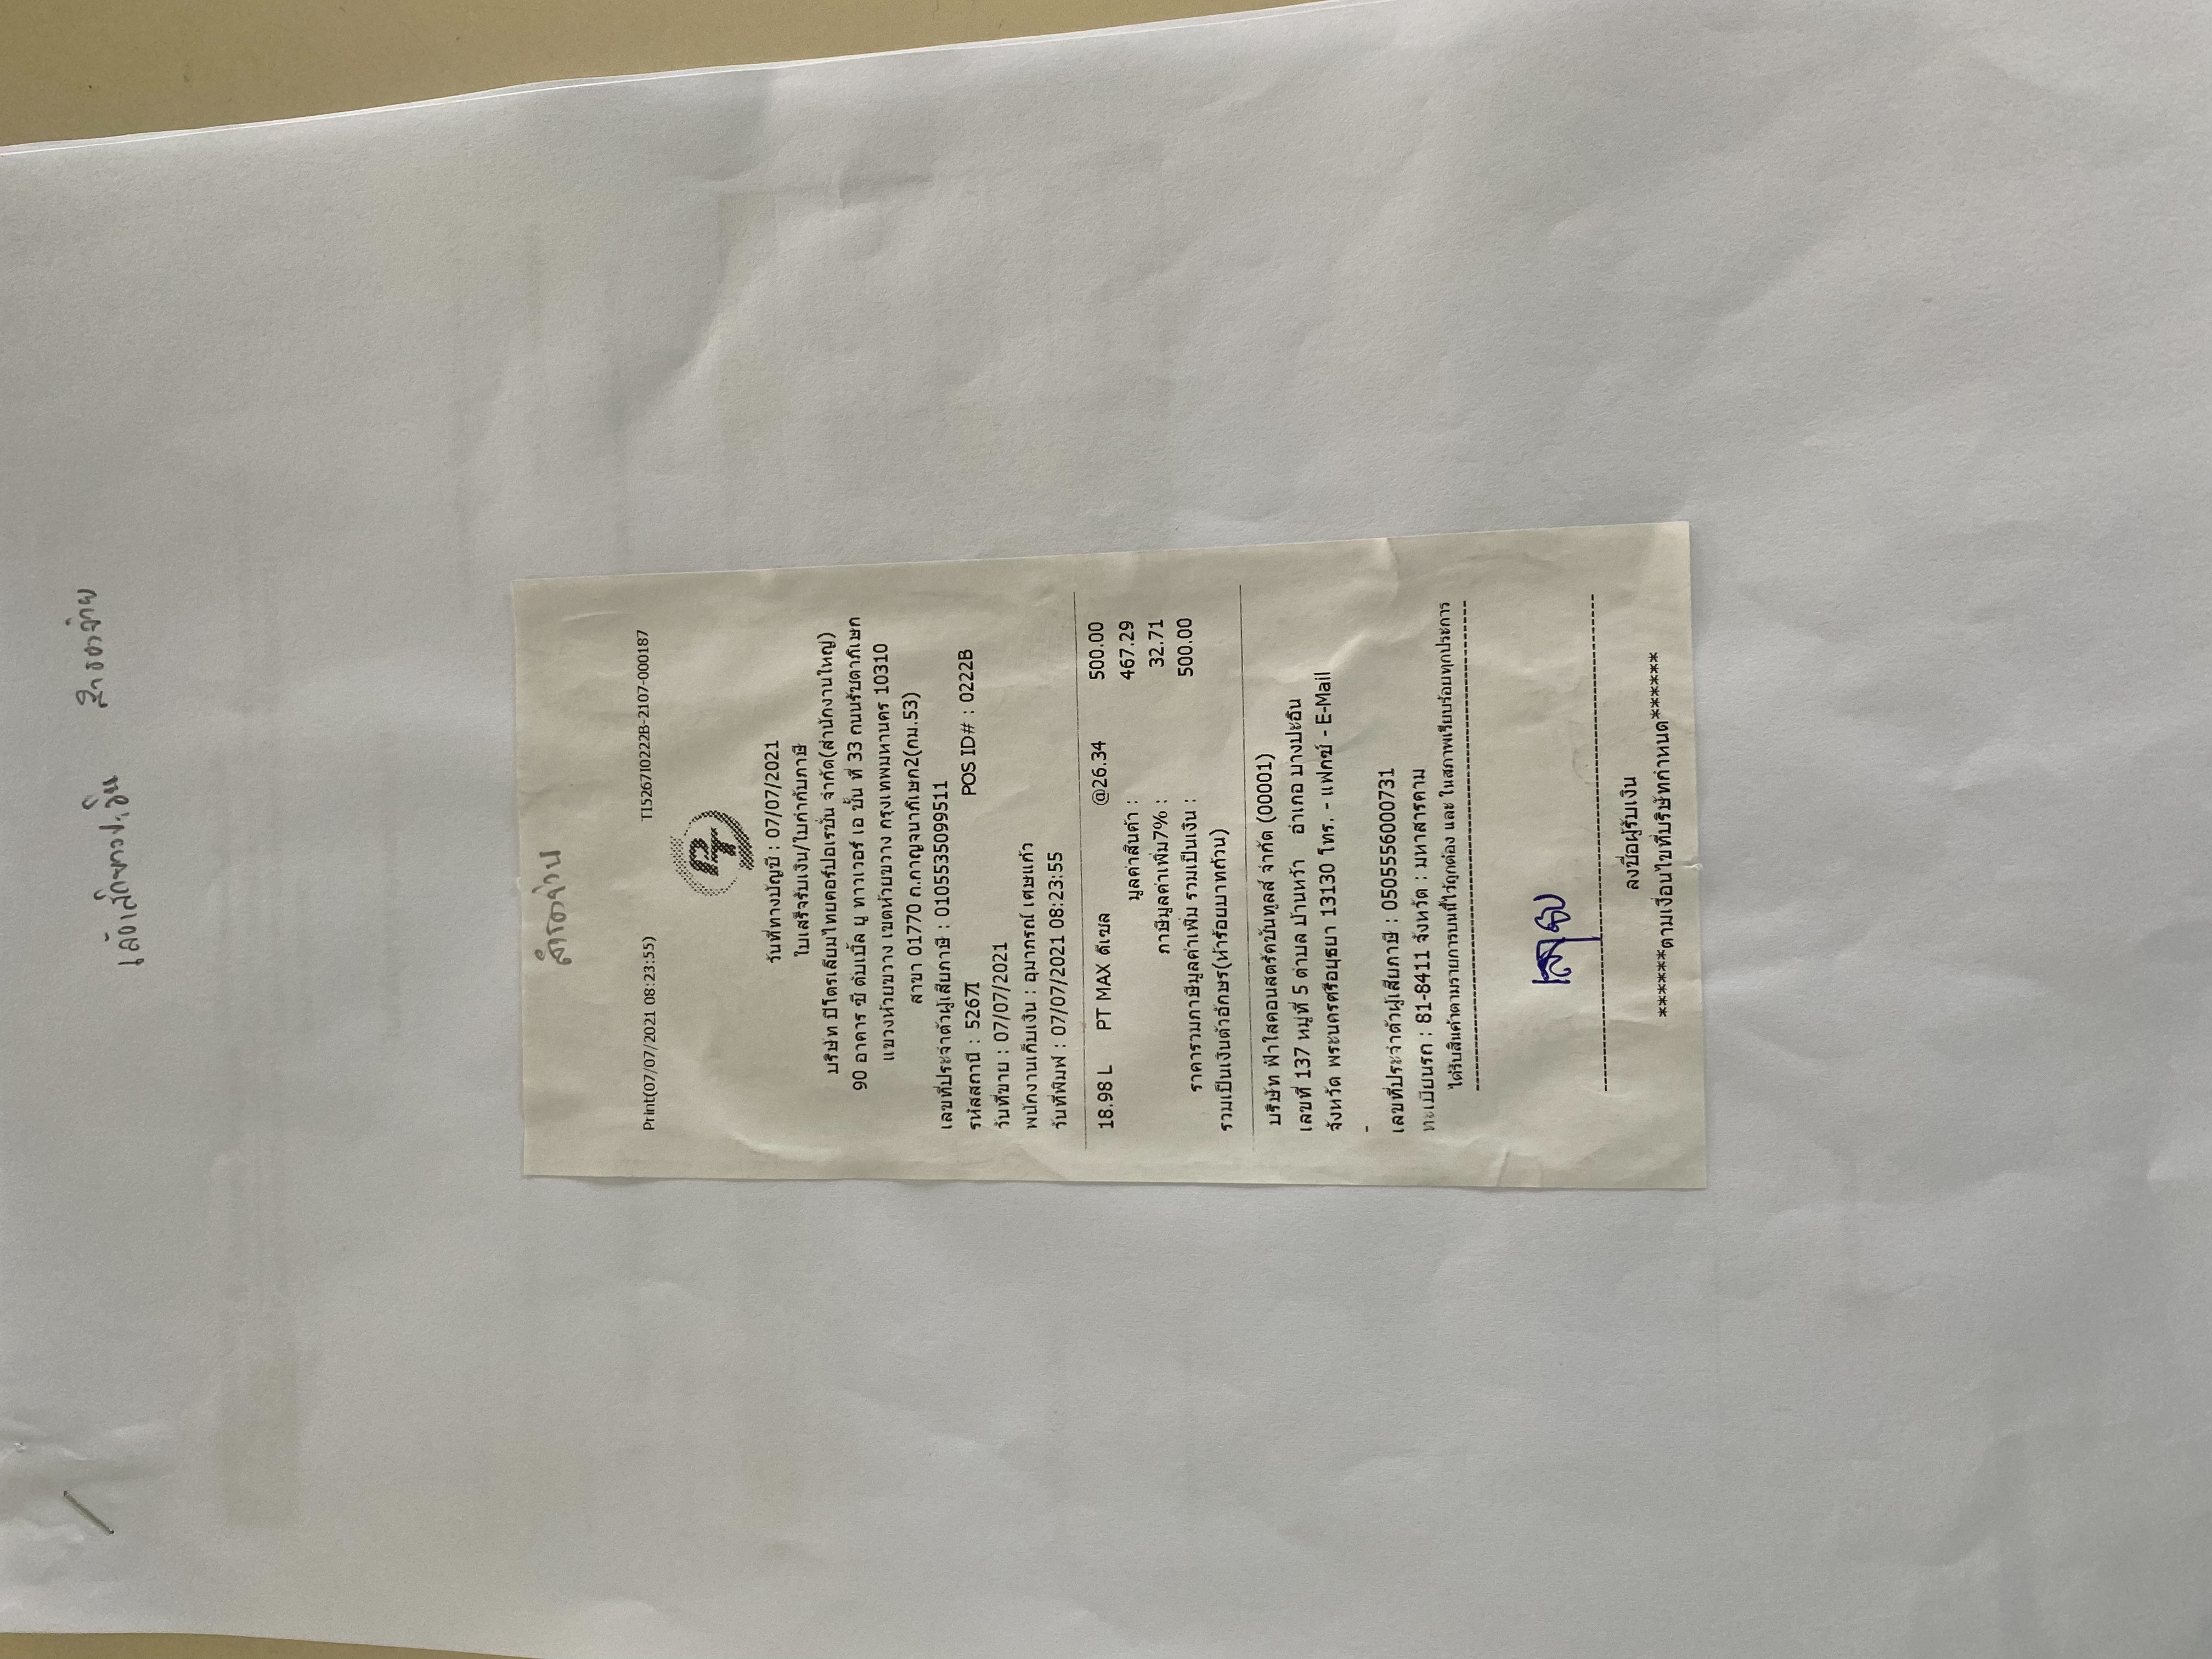 สำรองจ่าย
สำรองจ่าย
Print(07/07/2021 08:23:55) TI5267I0222B-2107-000187
PT
วันที่ทางบัญชี : 07/07/2021
ใบเสร็จรับเงิน/ใบกำกับภาษี
บริษัท ปิโตรเลียมไทยคอร์ปอเรชั่น จำกัด(สำนักงานใหญ่)
90 อาคาร ซี ดับเบิ้ล ยู ทาวเวอร์ เอ ชั้น ที่ 33 ถนนรัชดาภิเษก
แขวงห้วยขวาง เขตห้วยขวาง กรุงเทพมหานคร 10310
สาขา 01770 ถ.กาญจนาภิเษก2(กม.53)
เลขที่ประจำตัวผู้เสียภาษี : 0105535099511
รหัสสถานี : 5267I POS ID# : 0222B
วันที่ขาย : 07/07/2021
พนักงานเก็บเงิน : อุมาภรณ์ เศษแก้ว
วันที่พิมพ์ : 07/07/2021 08:23:55
18.98 L PT MAX ดีเซล @26.34 500.00
มูลค่าสินค้า : 467.29
ภาษีมูลค่าเพิ่ม7% : 32.71
ราคารวมภาษีมูลค่าเพิ่ม รวมเป็นเงิน : 500.00
รวมเป็นเงินตัวอักษร(ห้าร้อยบาทถ้วน)
บริษัท ฟ้าใสคอนสตรัคชั่นทูลส์ จำกัด (00001)
เลขที่ 137 หมู่ที่ 5 ตำบล บ้านหว้า อำเภอ บางปะอิน
จังหวัด พระนครศรีอยุธยา 13130 โทร. - แฟกซ์ - E-Mail
-
เลขที่ประจำตัวผู้เสียภาษี : 0505556000731
ทะเบียนรถ : 81-8411 จังหวัด : มหาสารคาม
ได้รับสินค้าตามรายการบนนี้ไว้ถูกต้อง และ ในสภาพเรียบร้อยทุกประการ
ลงชื่อผู้รับเงิน
******ตามเงื่อนไขที่บริษัทกำหนด******